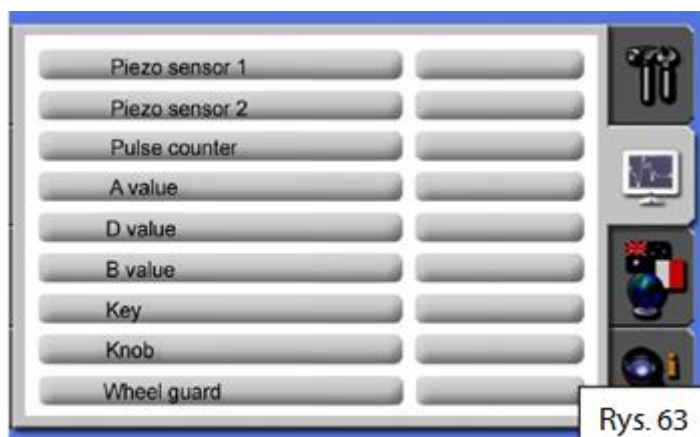 Piezo sensor 1
Piezo sensor 2
Pulse counter
A value
D value
B value
Key
Knob
Wheel guard
Rys. 63